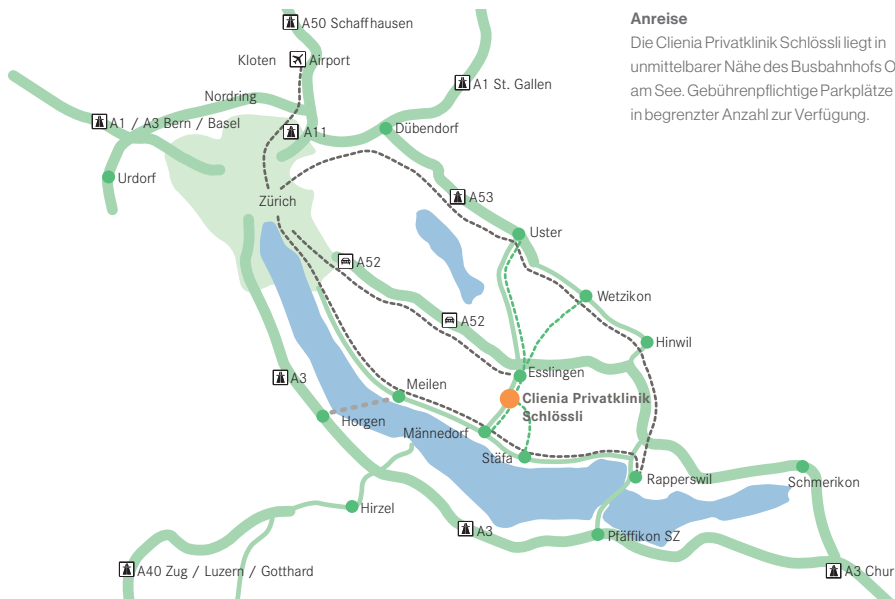 A50 Schaffhausen
Kloten
Airport
A1 St. Gallen
Nordring
A1 / A3 Bern / Basel
A11
Dübendorf
Urdorf
Zürich
A53
Uster
A52
Wetzikon
A52
Hinwil
Esslingen
A3
Meilen
Clienia Privatklinik
Schlössli
Horgen
Männedorf
Stäfa
Rapperswil
Schmerikon
Hirzel
A3
Pfäffikon SZ
A40 Zug / Luzern / Gotthard
A3 Chur
Anreise
Die Clienia Privatklinik Schlössli liegt in
unmittelbarer Nähe des Busbahnhofs O
am See. Gebührenpflichtige Parkplätze
in begrenzter Anzahl zur Verfügung.